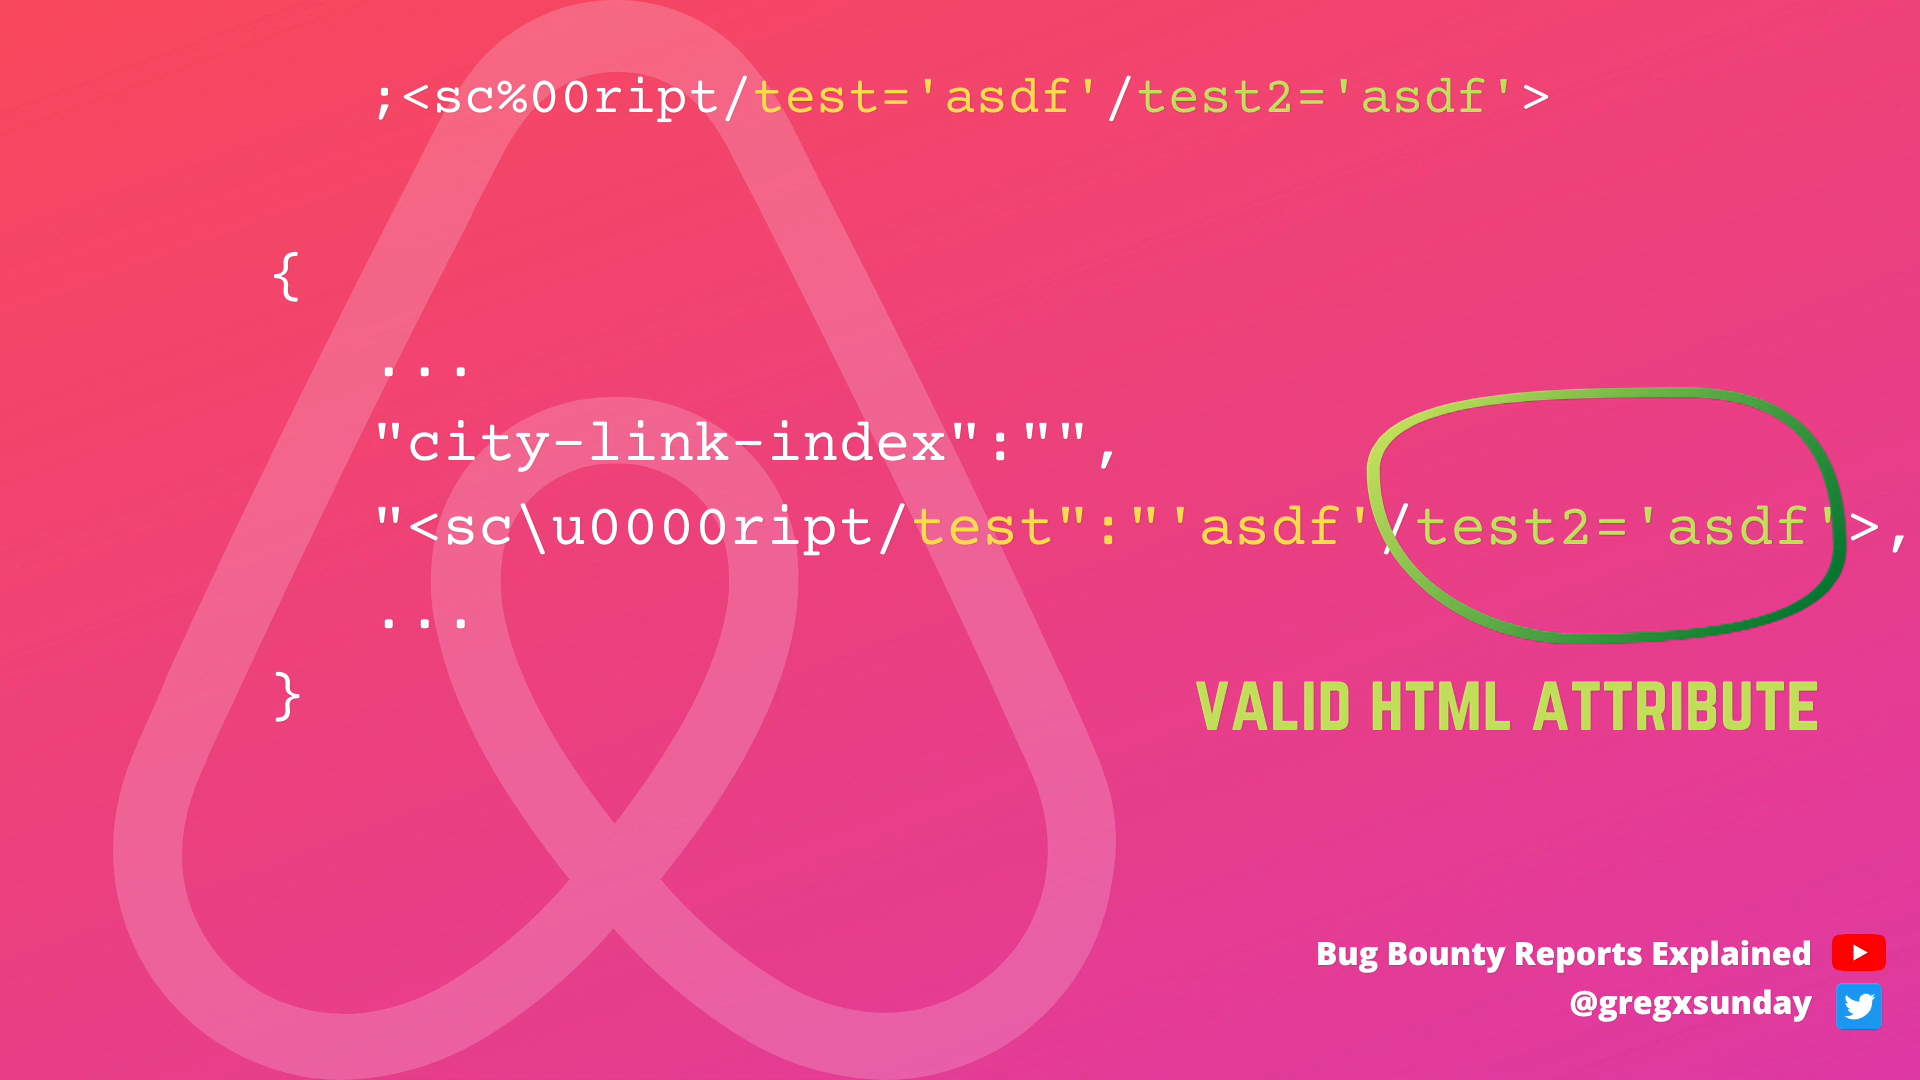 ;<sc%00ript/test='asdf'/test2='asdf'>
{
...
"city-link-index":"",
"<sc\u0000ript/test":"'asdf'/test2='asdf'>,
...
}
VALID HTML ATTRIBUTE
Bug Bounty Reports Explained
@gregxsunday